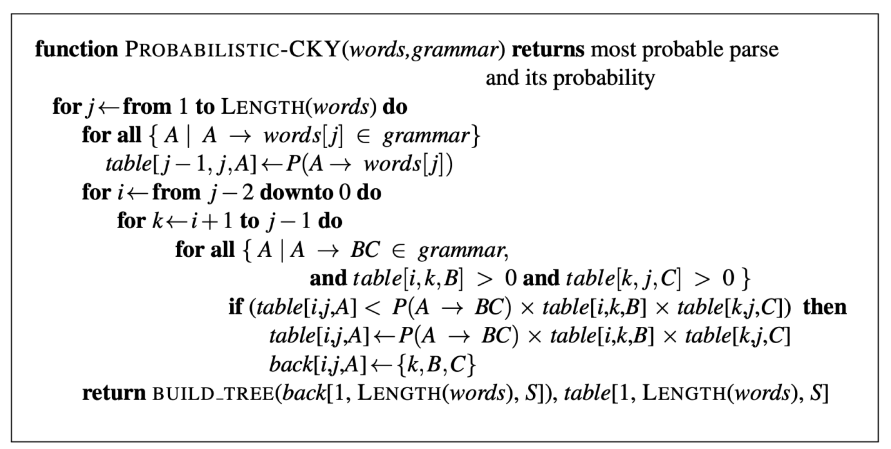 function PROBABILISTIC-CKY(words,grammar) returns most probable parse
and its probability
for j←from 1 to LENGTH(words) do
for all { A | A → words[j] ∈ grammar}
table[j−1, j,A]←P(A → words[j])
for i←from j−2 downto 0 do
for k←i+1 to j−1 do
for all { A | A → BC ∈ grammar,
and table[i,k,B] > 0 and table[k, j,C] > 0 }
if (table[i,j,A] < P(A → BC) × table[i,k,B] × table[k,j,C]) then
table[i,j,A]←P(A → BC) × table[i,k,B] × table[k,j,C]
back[i,j,A]←{k,B,C}
return BUILD_TREE(back[1, LENGTH(words), S]), table[1, LENGTH(words), S]